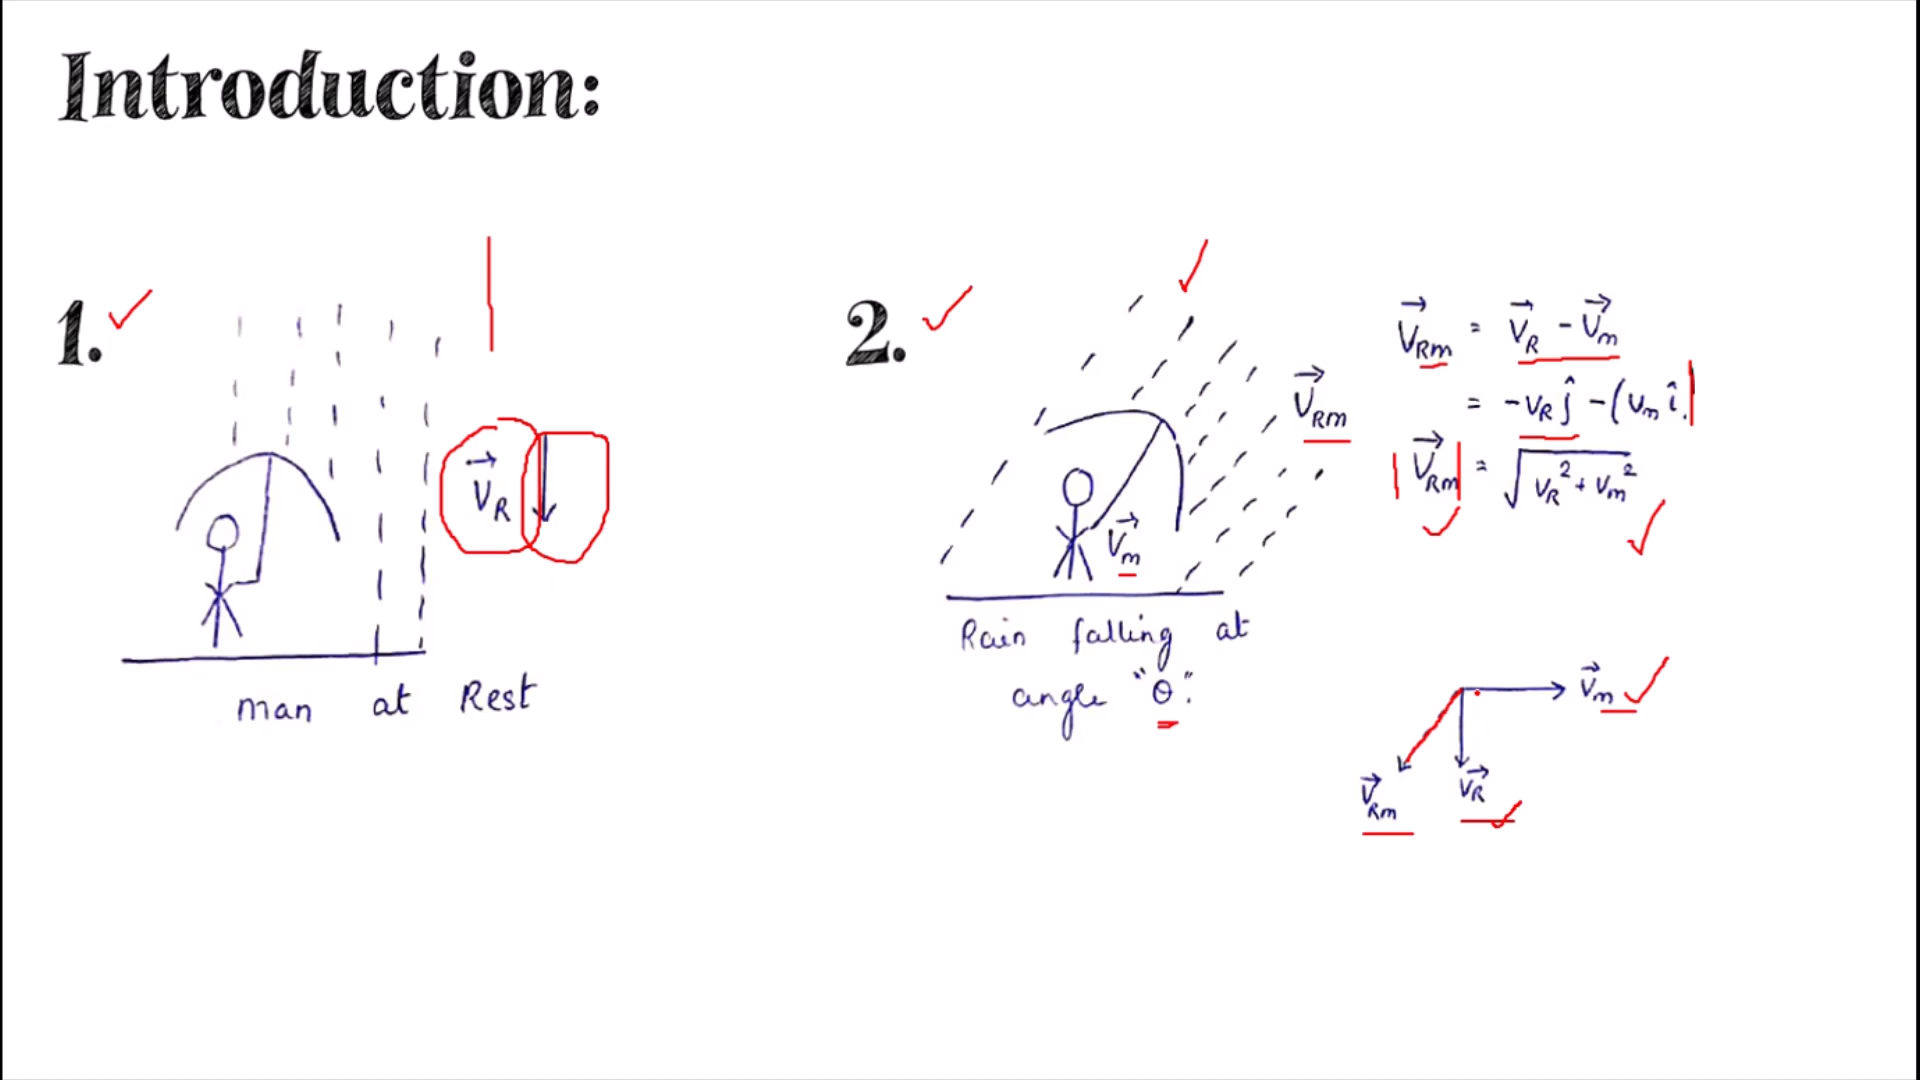 Introduction:
1.
V⃗R
man at Rest
2.
V⃗Rm
V⃗m
Rain falling at
angle "θ".
V⃗Rm = V⃗R - V⃗m
= -vR ĵ - (vm î.
|V⃗Rm| = √vR² + vm²
V⃗m
V⃗R
V⃗Rm